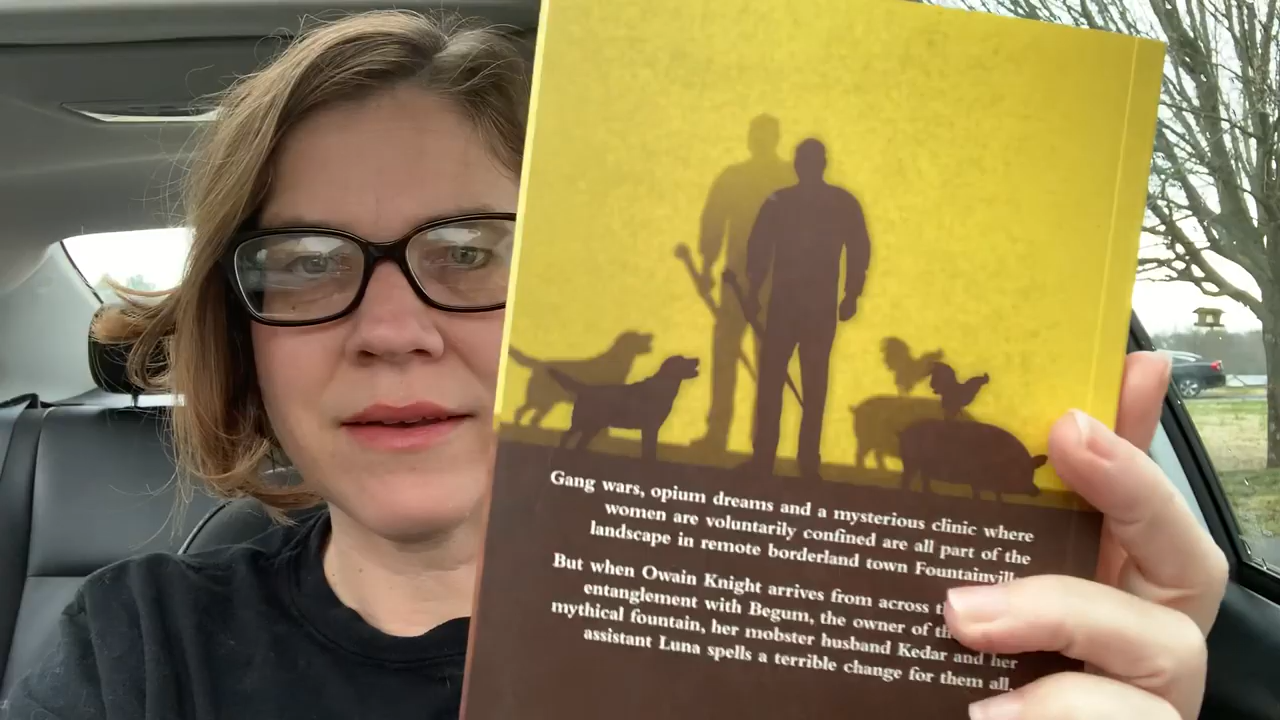 Gang wars, opium dreams and a mysterious clinic where
women are voluntarily confined are all part of the
landscape in remote borderland town
But when Owain Knight arrives from across
entanglement with Begum, the owner of
mythical fountain, her mobster husband Kedar and her
assistant Luna spells a terrible change for them all.